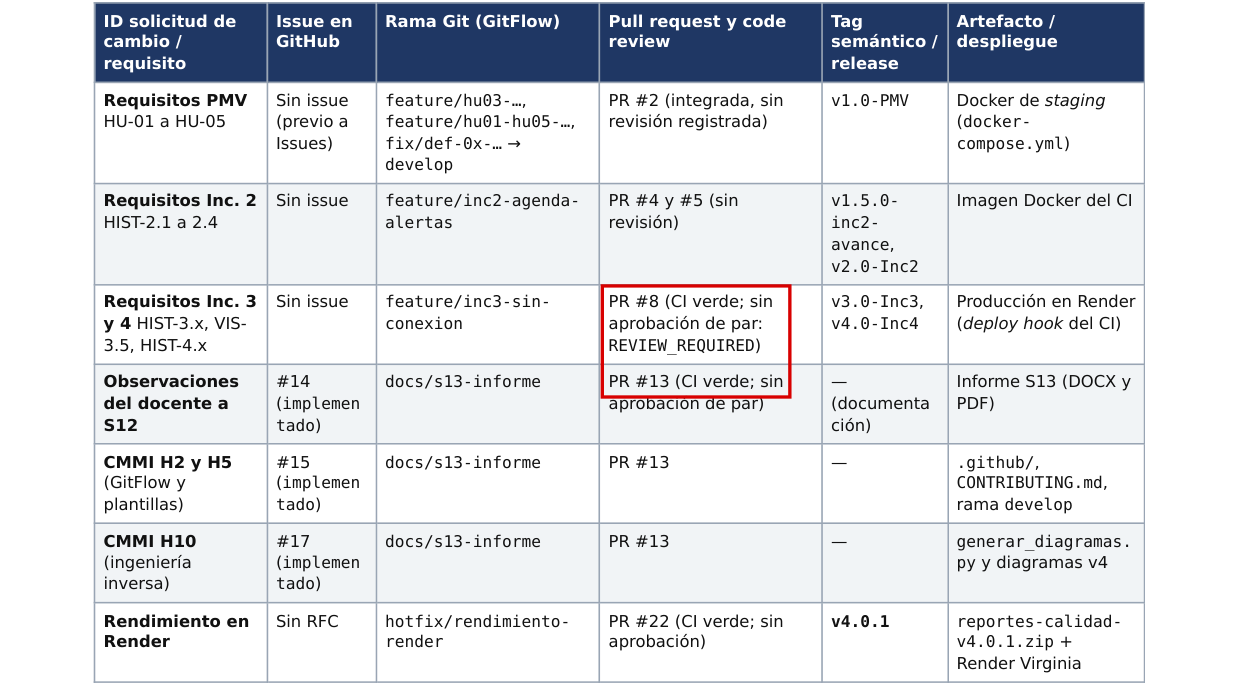 ID solicitud de cambio / requisito
Issue en GitHub
Rama Git (GitFlow)
Pull request y code review
Tag semántico / release
Artefacto / despliegue
Requisitos PMV
HU-01 a HU-05
Sin issue
(previo a
Issues)
feature/hu03-…,
feature/hu01-hu05-…,
fix/def-0x-… →
develop
PR #2 (integrada, sin
revisión registrada)
v1.0-PMV
Docker de staging
(docker-
compose.yml)
Requisitos Inc. 2
HIST-2.1 a 2.4
Sin issue
feature/inc2-agenda-
alertas
PR #4 y #5 (sin
revisión)
v1.5.0-
inc2-
avance,
v2.0-Inc2
Imagen Docker del CI
Requisitos Inc. 3
y 4 HIST-3.x, VIS-
3.5, HIST-4.x
Sin issue
feature/inc3-sin-
conexion
PR #8 (CI verde; sin
aprobación de par:
REVIEW_REQUIRED)
v3.0-Inc3,
v4.0-Inc4
Producción en Render
(deploy hook del CI)
Observaciones
del docente a
S12
#14
(implemen
tado)
docs/s13-informe
PR #13 (CI verde; sin
aprobación de par)
—
(documenta
ción)
Informe S13 (DOCX y
PDF)
CMMI H2 y H5
(GitFlow y
plantillas)
#15
(implemen
tado)
docs/s13-informe
PR #13
—
.github/,
CONTRIBUTING.md,
rama develop
CMMI H10
(ingeniería
inversa)
#17
(implemen
tado)
docs/s13-informe
PR #13
—
generar_diagramas.
py y diagramas v4
Rendimiento en
Render
Sin RFC
hotfix/rendimiento-
render
PR #22 (CI verde; sin
aprobación)
v4.0.1
reportes-calidad-
v4.0.1.zip +
Render Virginia